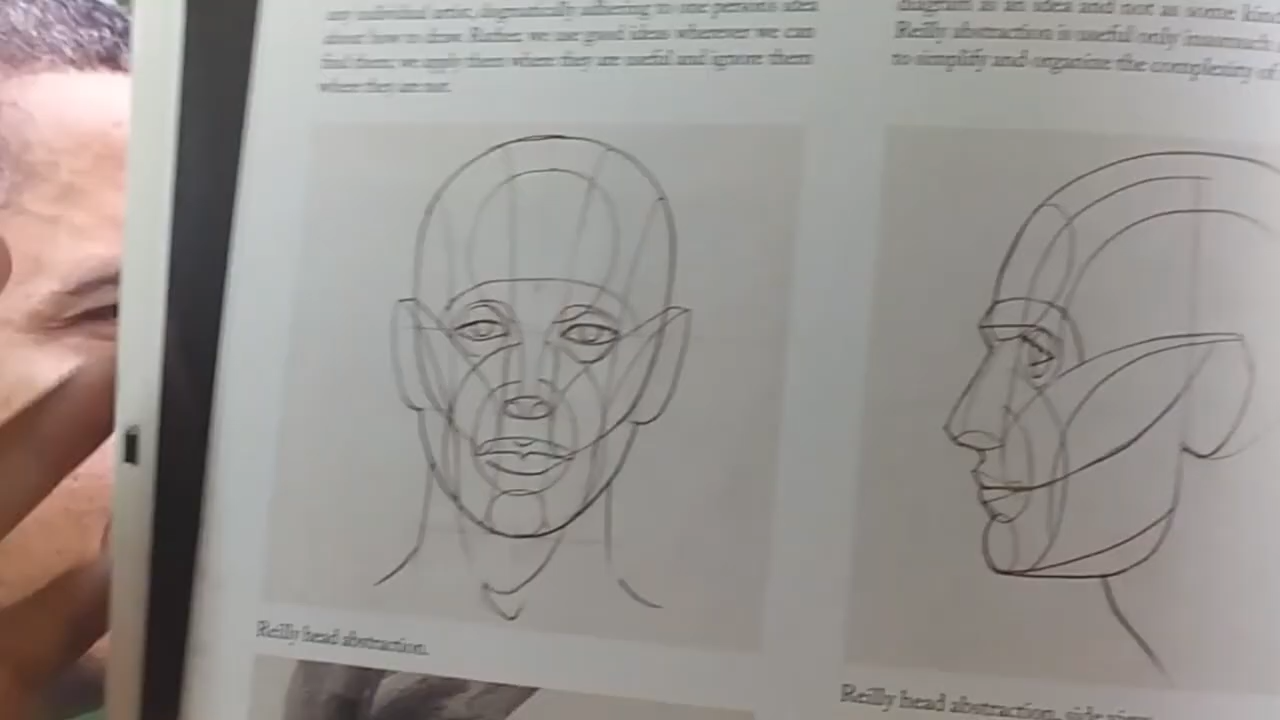 any individual artist, dogmatically adhering to one persons idea
about how to draw. Rather we use good ideas wherever we can
find them; we apply them where they are useful and ignore them
where they are not.
diagram as an idea and not as some kind
Reilly abstraction is useful only insomuch
to simplify and organize the complexity of
Reilly head abstraction.
Reilly head abstraction, side view.